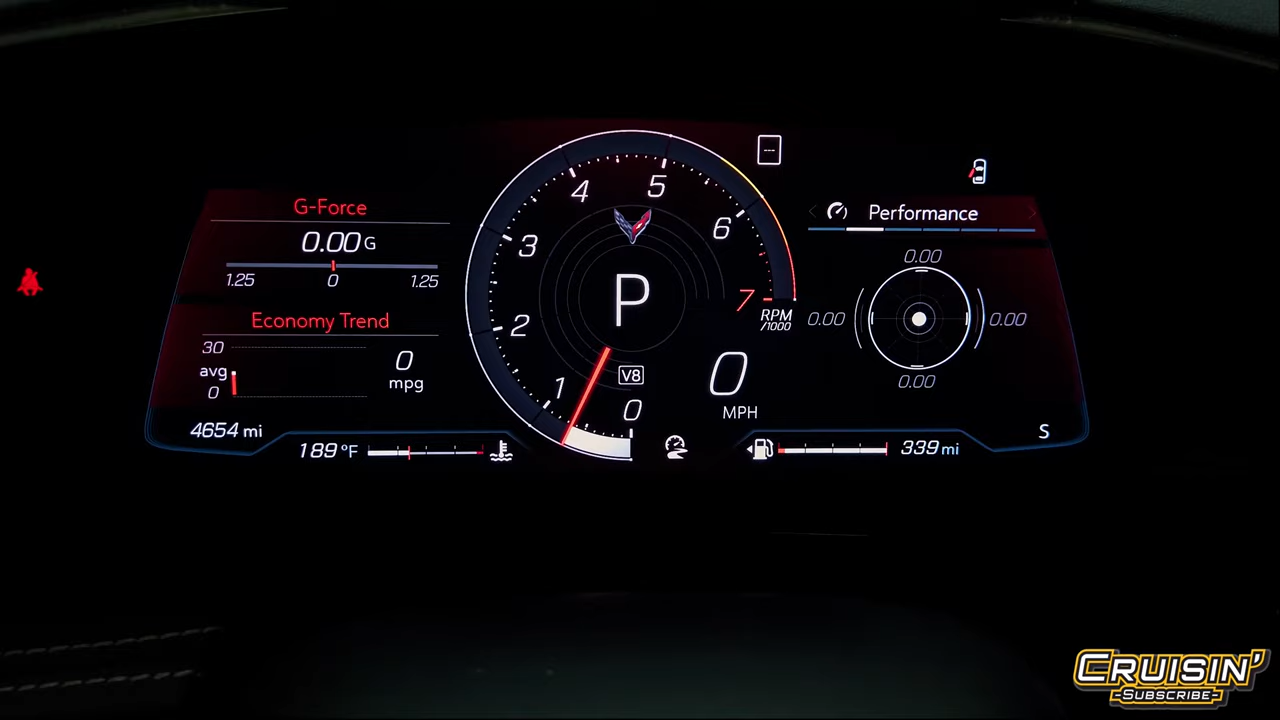 G-Force
0.00 G
1.25 0 1.25
Economy Trend
30
avg
0
0
mpg
4654 mi
189 °F
0
1
2
3
4
5
6
7
RPM
/1000
P
V8
0
MPH
---
Performance
0.00
0.00 0.00
0.00
339 mi
S
CRUISIN'
-SUBSCRIBE-